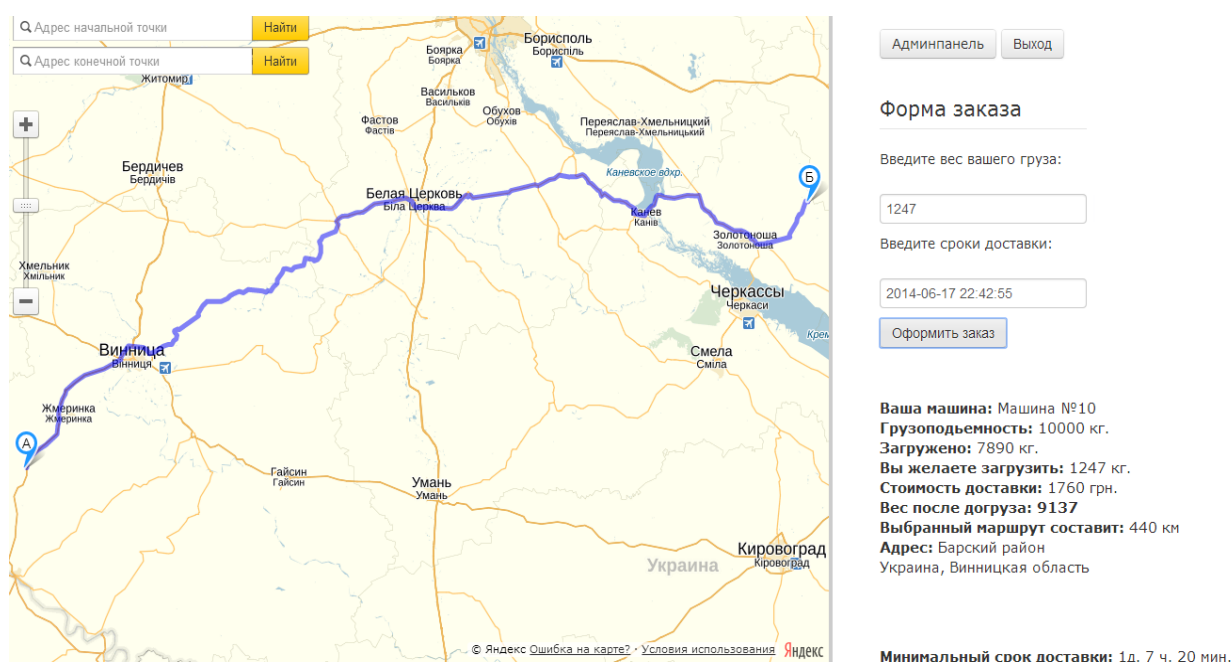 Адрес начальной точки
Найти
Адрес конечной точки
Найти
Борисполь
Бориспіль
Боярка
Боярка
Житомир
Васильков
Васильків
Обухов
Обухів
Фастов
Фастів
Переяслав-Хмельницкий
Переяслав-Хмельницький
Бердичев
Бердичів
Каневское вдхр.
Б
Белая Церковь
Біла Церква
Канев
Канів
Золотоноша
Золотоноша
Хмельник
Хмільник
Черкассы
Черкаси
Винница
Вінниця
Смела
Сміла
Жмеринка
Жмеринка
А
Гайсин
Гайсин
Умань
Умань
Кировоград
Кіровоград
Украина
© Яндекс Ошибка на карте? · Условия использования Яндекс
Админпанель Выход
Форма заказа
Введите вес вашего груза:
1247
Введите сроки доставки:
2014-06-17 22:42:55
Оформить заказ
Ваша машина: Машина №10
Грузоподьемность: 10000 кг.
Загружено: 7890 кг.
Вы желаете загрузить: 1247 кг.
Стоимость доставки: 1760 грн.
Вес после догруза: 9137
Выбранный маршрут составит: 440 км
Адрес: Барский район
Украина, Винницкая область
Минимальный срок доставки: 1д. 7 ч. 20 мин.